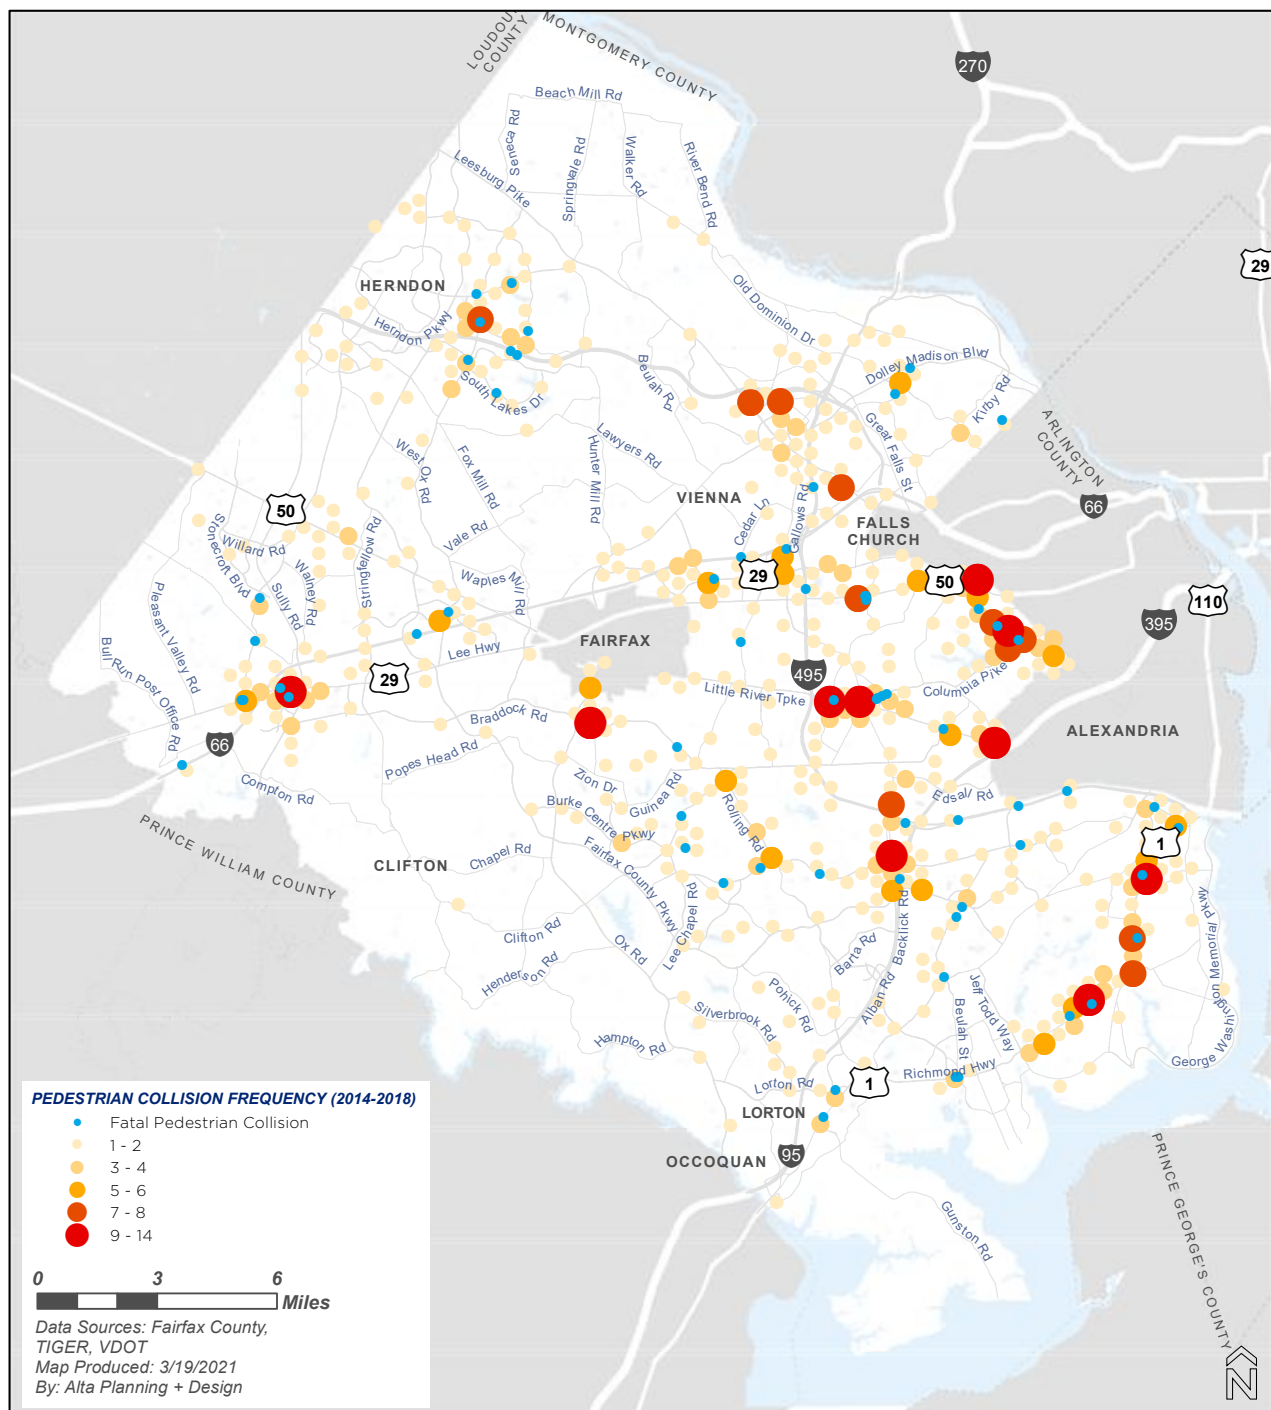 LOUDOUN
COUNTY
MONTGOMERY COUNTY
270
Beach Mill Rd
Seneca Rd
Springvale Rd
Walker Rd
River Bend Rd
Leesburg Pike
29
HERNDON
Herndon Pkwy
Old Dominion Dr
Dolley Madison Blvd
Beulah Rd
Kirby Rd
South Lakes Dr
Great Falls St
ARLINGTON
COUNTY
West Ox Rd
Fox Mill Rd
Hunter Mill Rd
Lawyers Rd
VIENNA
Cedar Ln
Gallows Rd
66
50
FALLS
CHURCH
Stonecroft Blvd
Willard Rd
Walney Rd
Stringfellow Rd
Vale Rd
Waples Mill Rd
29
50
110
Pleasant Valley Rd
Sully Rd
FAIRFAX
395
Bull Run Post Office Rd
Lee Hwy
29
495
Little River Tpke
Columbia Pike
Braddock Rd
ALEXANDRIA
66
Popes Head Rd
Compton Rd
Zion Dr
Guinea Rd
Rolling Rd
Edsall Rd
Burke Centre Pkwy
PRINCE WILLIAM COUNTY
CLIFTON
Chapel Rd
Fairfax County Pkwy
1
Lee Chapel Rd
Backlick Rd
Clifton Rd
Ox Rd
Henderson Rd
Barta Rd
George Washington Memorial Pkwy
Pohick Rd
Alban Rd
Jeff Todd Way
Beulah St
Silverbrook Rd
Hampton Rd
Richmond Hwy
Lorton Rd
1
LORTON
OCCOQUAN
95
PRINCE GEORGE'S COUNTY
Gunston Rd
PEDESTRIAN COLLISION FREQUENCY (2014-2018)
Fatal Pedestrian Collision
1 - 2
3 - 4
5 - 6
7 - 8
9 - 14
0 3 6
Miles
Data Sources: Fairfax County,
TIGER, VDOT
Map Produced: 3/19/2021
By: Alta Planning + Design
N